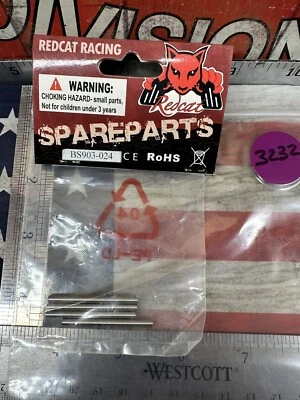 DIVISION
REDCAT RACING
WARNING:
CHOKING HAZARD- small parts,
Not for children under 3 years
Redcat
SPAREPARTS
BS903-024 CE RoHS
3232
04
PE-LD
WESTCOTT